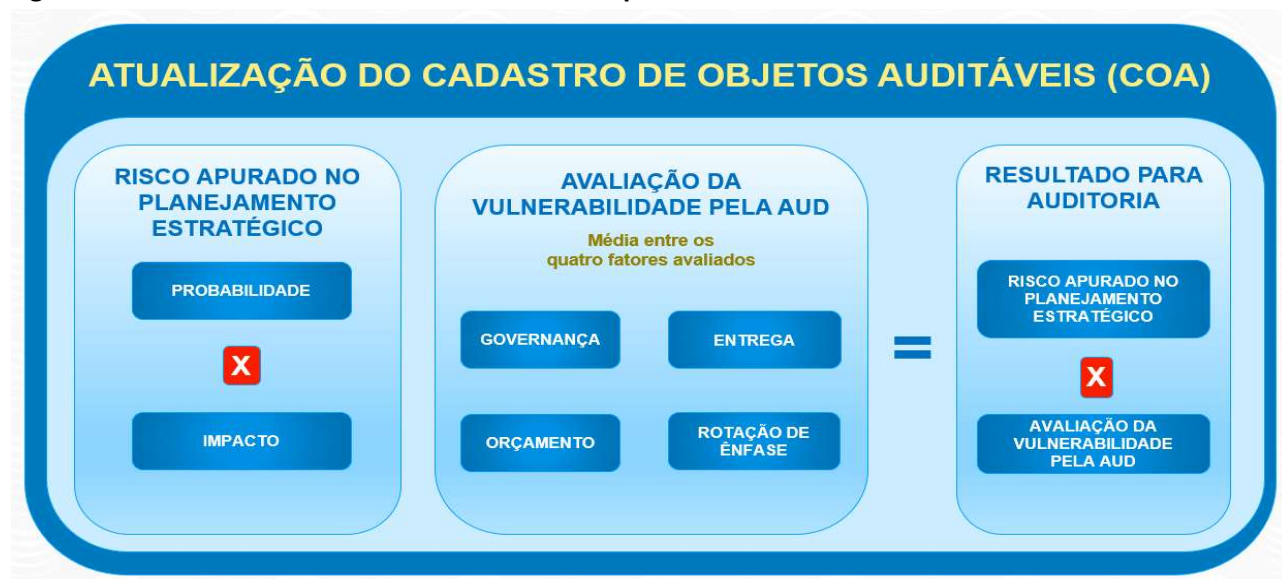 ATUALIZAÇÃO DO CADASTRO DE OBJETOS AUDITÁVEIS (COA)
RISCO APURADO NO
PLANEJAMENTO
ESTRATÉGICO
PROBABILIDADE
X
IMPACTO
AVALIAÇÃO DA
VULNERABILIDADE PELA AUD
Média entre os
quatro fatores avaliados
GOVERNANÇA
ENTREGA
ORÇAMENTO
ROTAÇÃO DE
ÊNFASE
=
RESULTADO PARA
AUDITORIA
RISCO APURADO NO
PLANEJAMENTO
ESTRATÉGICO
X
AVALIAÇÃO DA
VULNERABILIDADE
PELA AUD